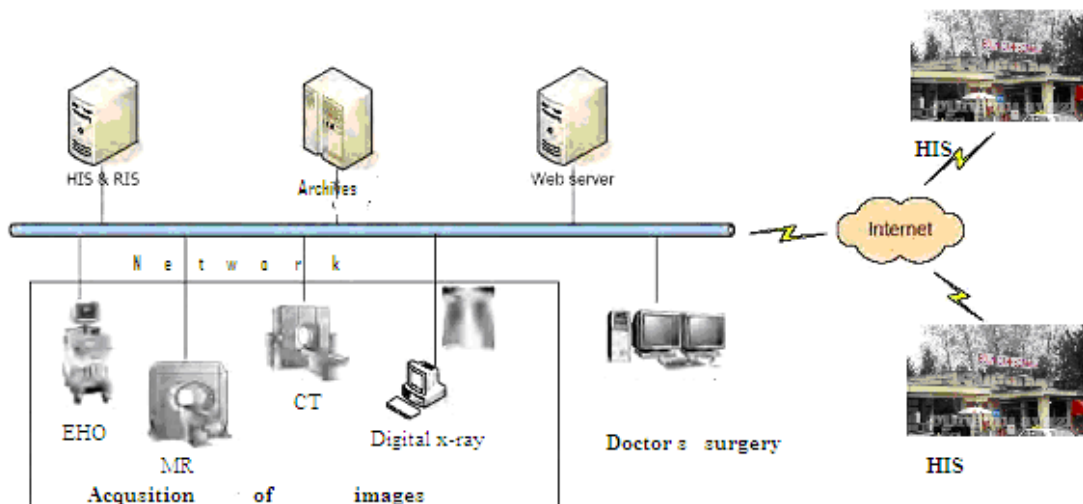 HIS & RIS
Archives
Web server
HIS
Internet
N e t w o r k
EHO
MR
CT
Digital x-ray
Doctor s surgery
HIS
Acqusition of images